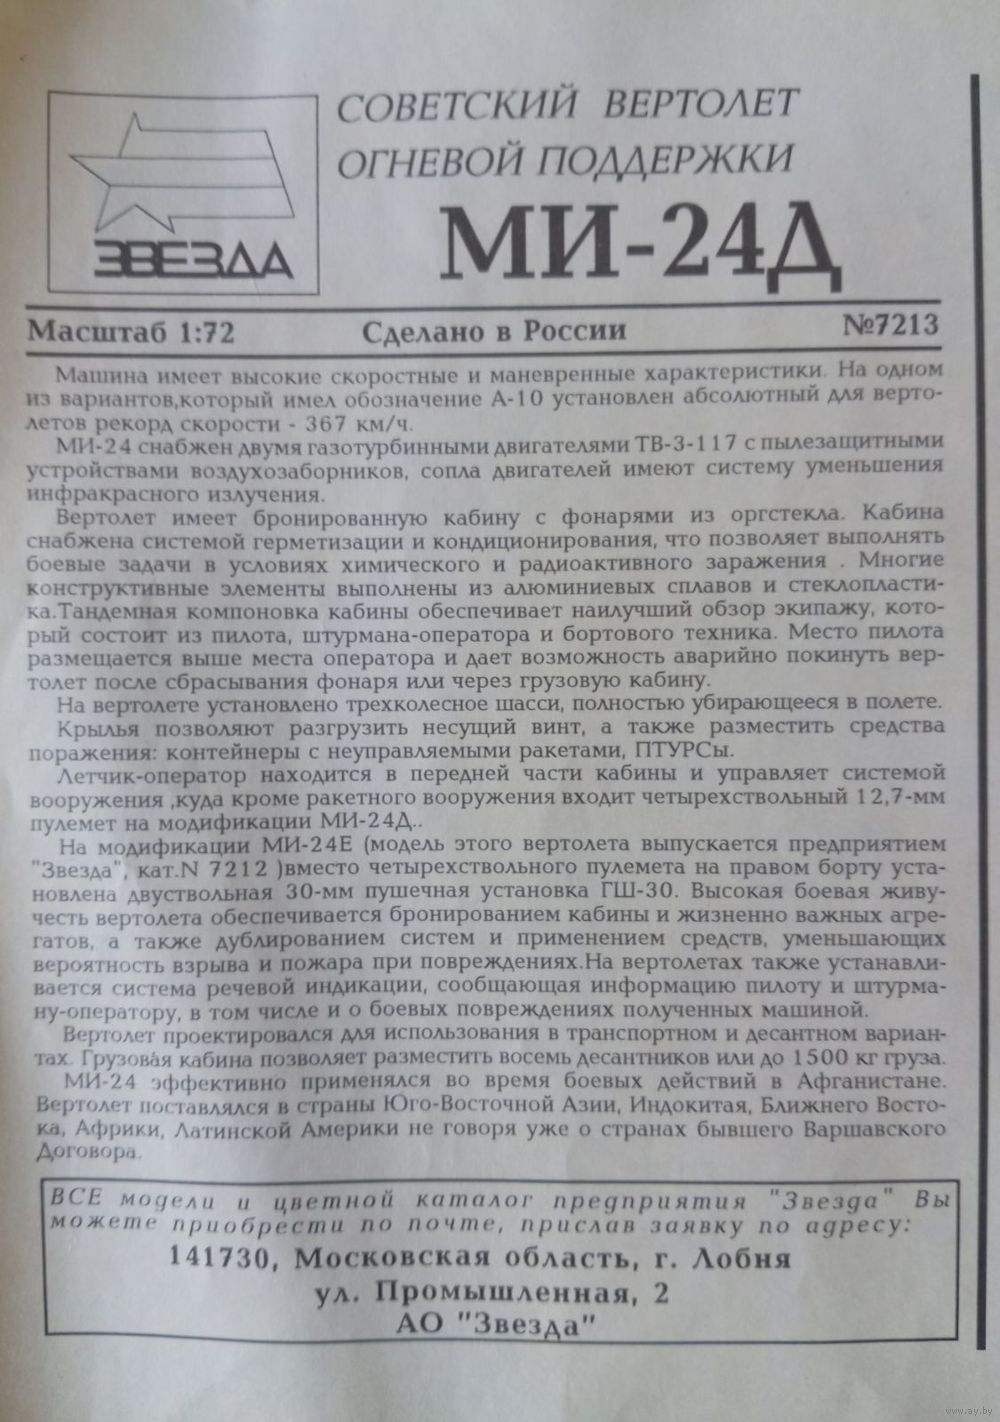 СОВЕТСКИЙ ВЕРТОЛЕТ
ОГНЕВОЙ ПОДДЕРЖКИ
МИ-24Д
ЗВЕЗДА
Масштаб 1:72 Сделано в России №7213
Машина имеет высокие скоростные и маневренные характеристики. На одном
из вариантов,который имел обозначение А-10 установлен абсолютный для верто-
летов рекорд скорости - 367 км/ч.
МИ-24 снабжен двумя газотурбинными двигателями ТВ-3-117 с пылезащитными
устройствами воздухозаборников, сопла двигателей имеют систему уменьшения
инфракрасного излучения.
Вертолет имеет бронированную кабину с фонарями из оргстекла. Кабина
снабжена системой герметизации и кондиционирования, что позволяет выполнять
боевые задачи в условиях химического и радиоактивного заражения . Многие
конструктивные элементы выполнены из алюминиевых сплавов и стеклопласти-
ка.Тандемная компоновка кабины обеспечивает наилучший обзор экипажу, кото-
рый состоит из пилота, штурмана-оператора и бортового техника. Место пилота
размещается выше места оператора и дает возможность аварийно покинуть вер-
толет после сбрасывания фонаря или через грузовую кабину.
На вертолете установлено трехколесное шасси, полностью убирающееся в полете.
Крылья позволяют разгрузить несущий винт, а также разместить средства
поражения: контейнеры с неуправляемыми ракетами, ПТУРСы.
Летчик-оператор находится в передней части кабины и управляет системой
вооружения ,куда кроме ракетного вооружения входит четырехствольный 12,7-мм
пулемет на модификации МИ-24Д..
На модификации МИ-24Е (модель этого вертолета выпускается предприятием
"Звезда", кат.N 7212 )вместо четырехствольного пулемета на правом борту уста-
новлена двуствольная 30-мм пушечная установка ГШ-30. Высокая боевая живу-
честь вертолета обеспечивается бронированием кабины и жизненно важных агре-
гатов, а также дублированием систем и применением средств, уменьшающих
вероятность взрыва и пожара при повреждениях.На вертолетах также устанавли-
вается система речевой индикации, сообщающая информацию пилоту и штурма-
ну-оператору, в том числе и о боевых повреждениях полученных машиной.
Вертолет проектировался для использования в транспортном и десантном вариан-
тах. Грузовая кабина позволяет разместить восемь десантников или до 1500 кг груза.
МИ-24 эффективно применялся во время боевых действий в Афганистане.
Вертолет поставлялся в страны Юго-Восточной Азии, Индокитая, Ближнего Восто-
ка, Африки, Латинской Америки не говоря уже о странах бывшего Варшавского
Договора.
ВСЕ модели и цветной каталог предприятия "Звезда" Вы
можете приобрести по почте, прислав заявку по адресу:
141730, Московская область, г. Лобня
ул. Промышленная, 2
АО "Звезда"
www.ay.by